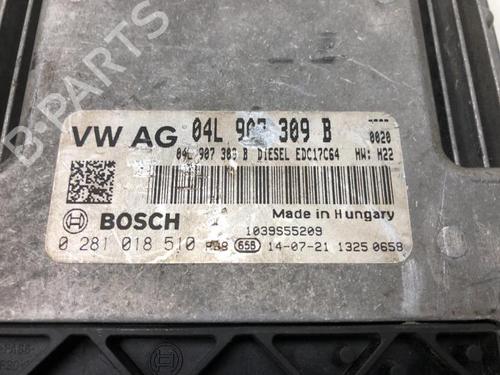 B-PARTS
VW AG 04L 907 309 B
04L 907 309 B DIESEL EDC17C64
0020
HW: H22
BOSCH
Made in Hungary
1039S55209
0 281 018 510
658
14-07-21 1325 0658